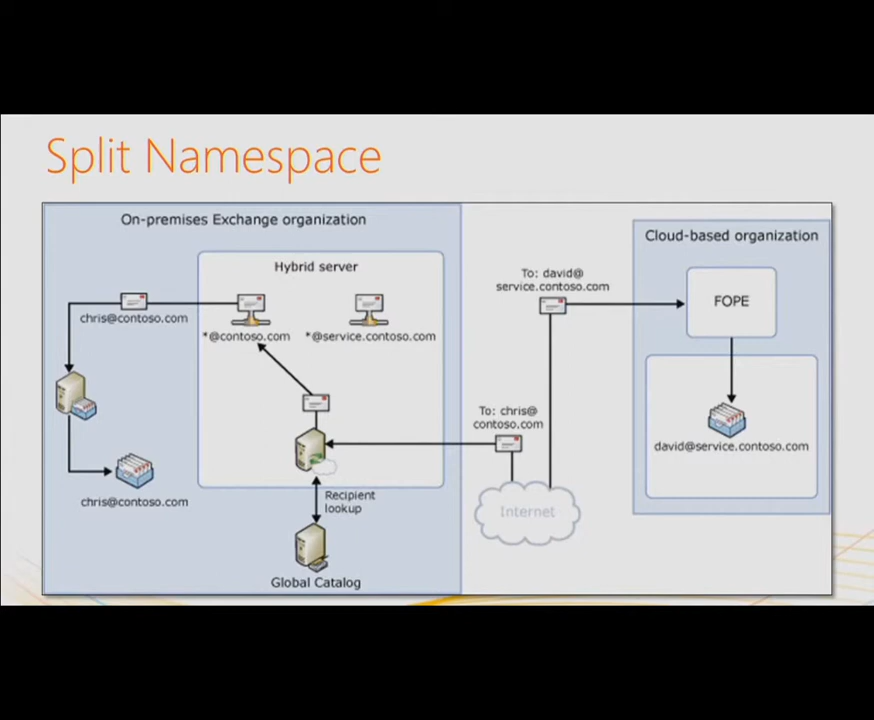 Split Namespace
On-premises Exchange organization
Hybrid server
chris@contoso.com
*@contoso.com
*@service.contoso.com
chris@contoso.com
Recipient
lookup
Global Catalog
To: david@
service.contoso.com
To: chris@
contoso.com
Internet
Cloud-based organization
FOPE
david@service.contoso.com